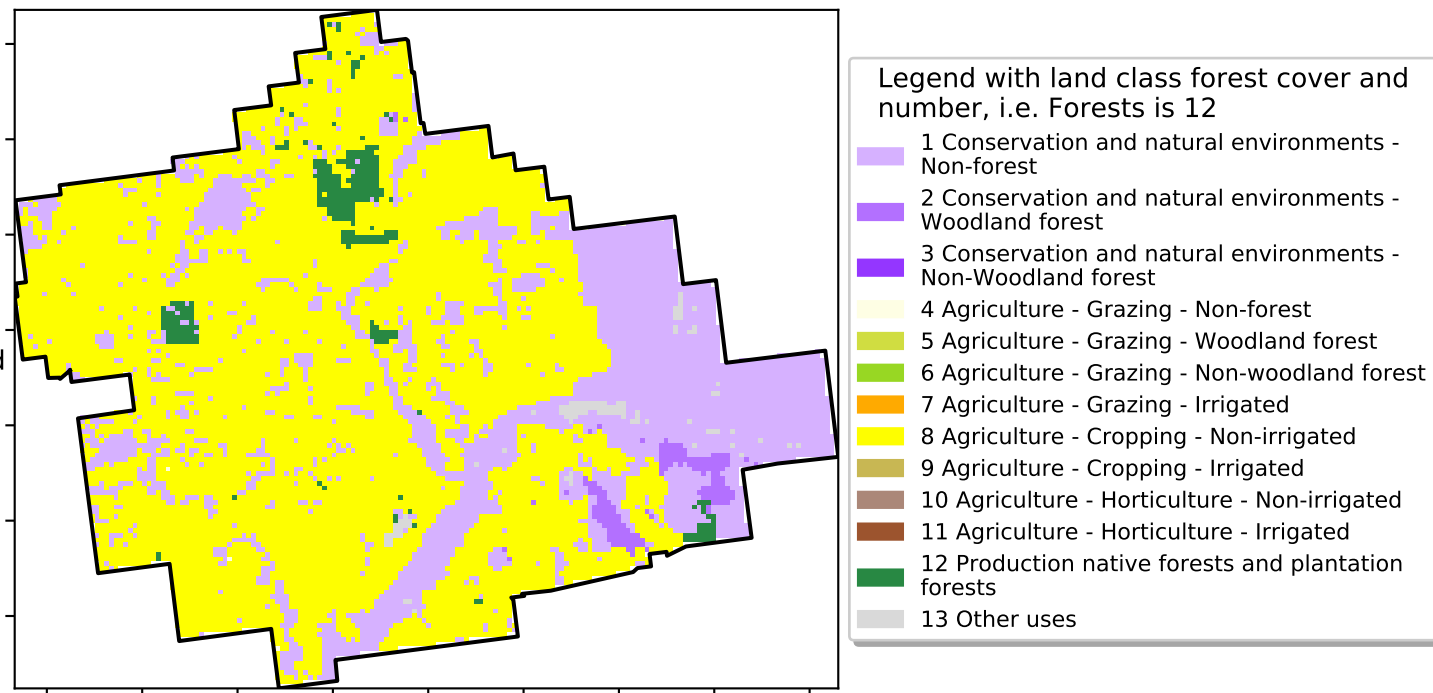 Legend with land class forest cover and
number, i.e. Forests is 12
1 Conservation and natural environments -
Non-forest
2 Conservation and natural environments -
Woodland forest
3 Conservation and natural environments -
Non-Woodland forest
4 Agriculture - Grazing - Non-forest
5 Agriculture - Grazing - Woodland forest
6 Agriculture - Grazing - Non-woodland forest
7 Agriculture - Grazing - Irrigated
8 Agriculture - Cropping - Non-irrigated
9 Agriculture - Cropping - Irrigated
10 Agriculture - Horticulture - Non-irrigated
11 Agriculture - Horticulture - Irrigated
12 Production native forests and plantation
forests
13 Other uses